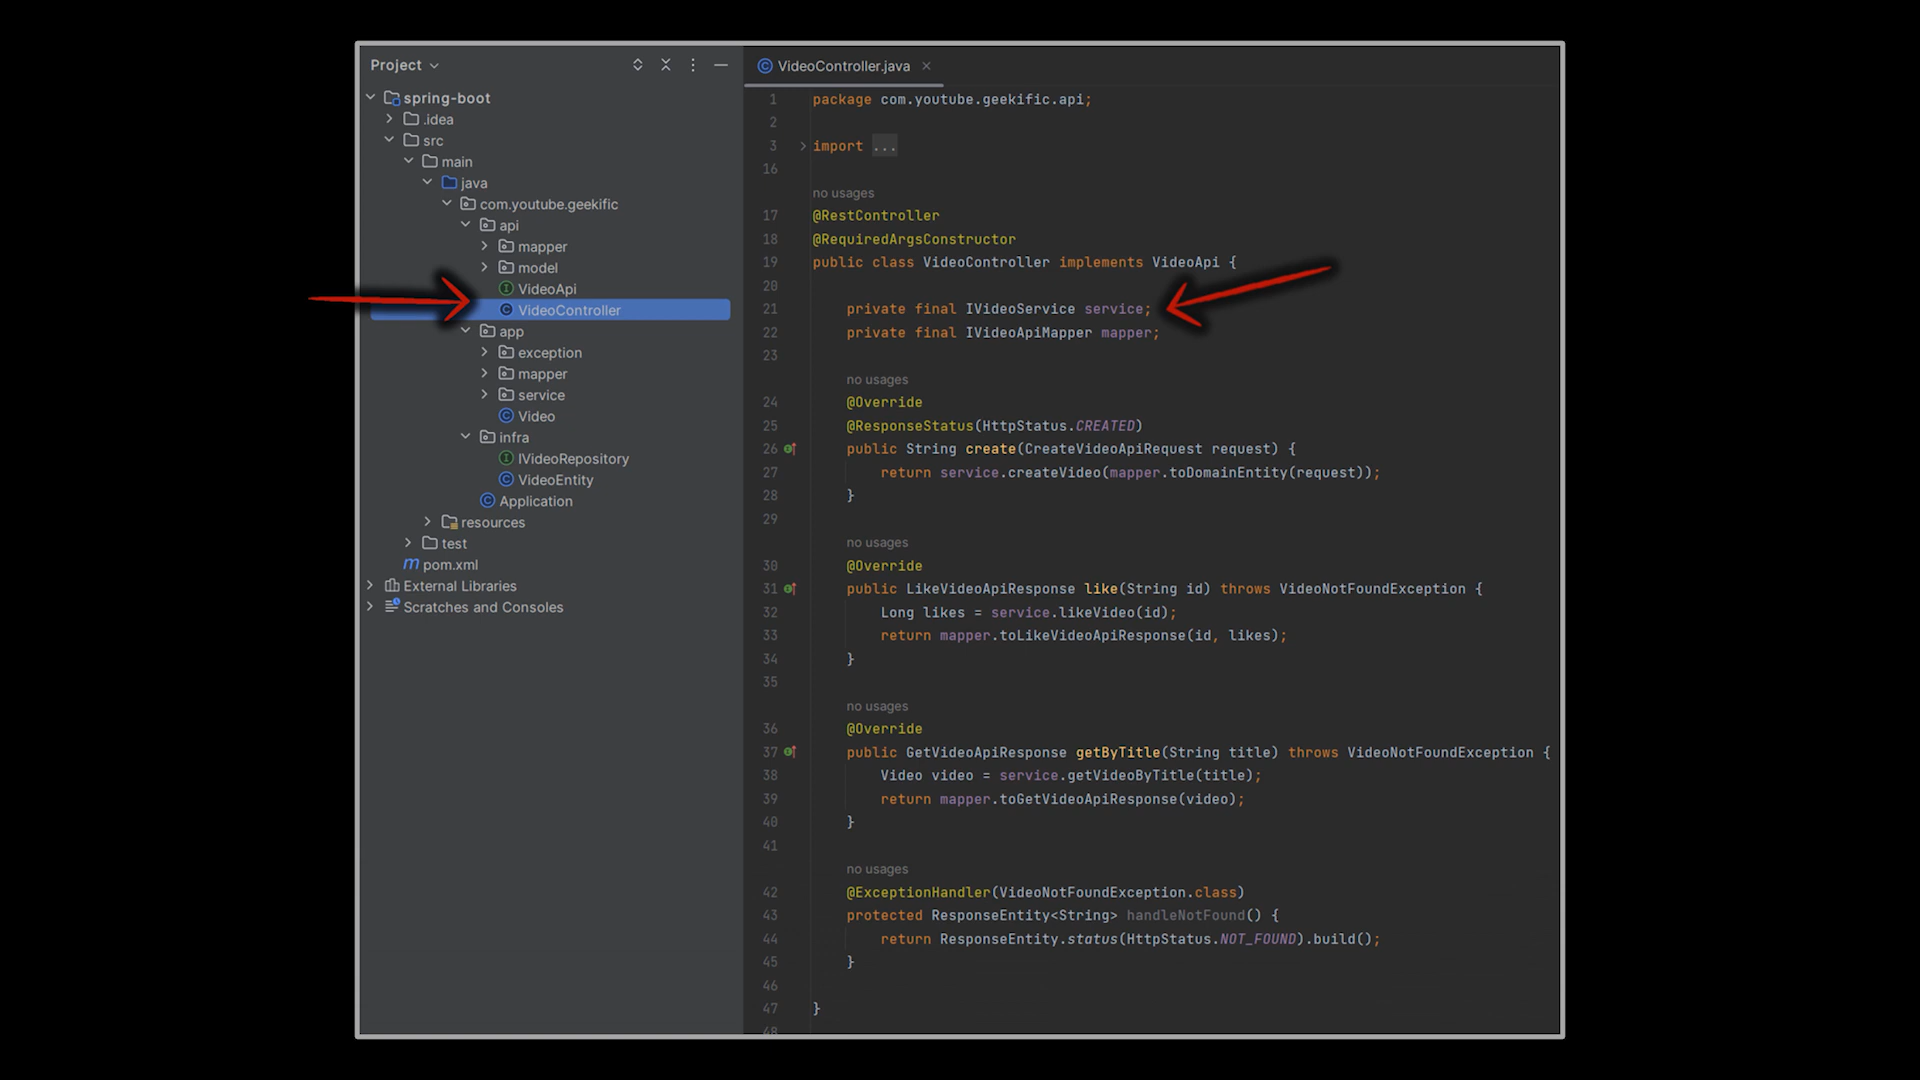 Project
spring-boot
.idea
src
main
java
com.youtube.geekific
api
mapper
model
VideoApi
VideoController
app
exception
mapper
service
Video
infra
IVideoRepository
VideoEntity
Application
resources
test
pom.xml
External Libraries
Scratches and Consoles
VideoController.java
1 package com.youtube.geekific.api;
2
3 import ...
16
no usages
17 @RestController
18 @RequiredArgsConstructor
19 public class VideoController implements VideoApi {
20
21 private final IVideoService service;
22 private final IVideoApiMapper mapper;
23
no usages
24 @Override
25 @ResponseStatus(HttpStatus.CREATED)
26 public String create(CreateVideoApiRequest request) {
27 return service.createVideo(mapper.toDomainEntity(request));
28 }
29
no usages
30 @Override
31 public LikeVideoApiResponse like(String id) throws VideoNotFoundException {
32 Long likes = service.likeVideo(id);
33 return mapper.toLikeVideoApiResponse(id, likes);
34 }
35
no usages
36 @Override
37 public GetVideoApiResponse getByTitle(String title) throws VideoNotFoundException {
38 Video video = service.getVideoByTitle(title);
39 return mapper.toGetVideoApiResponse(video);
40 }
41
no usages
42 @ExceptionHandler(VideoNotFoundException.class)
43 protected ResponseEntity<String> handleNotFound() {
44 return ResponseEntity.status(HttpStatus.NOT_FOUND).build();
45 }
46
47 }
48